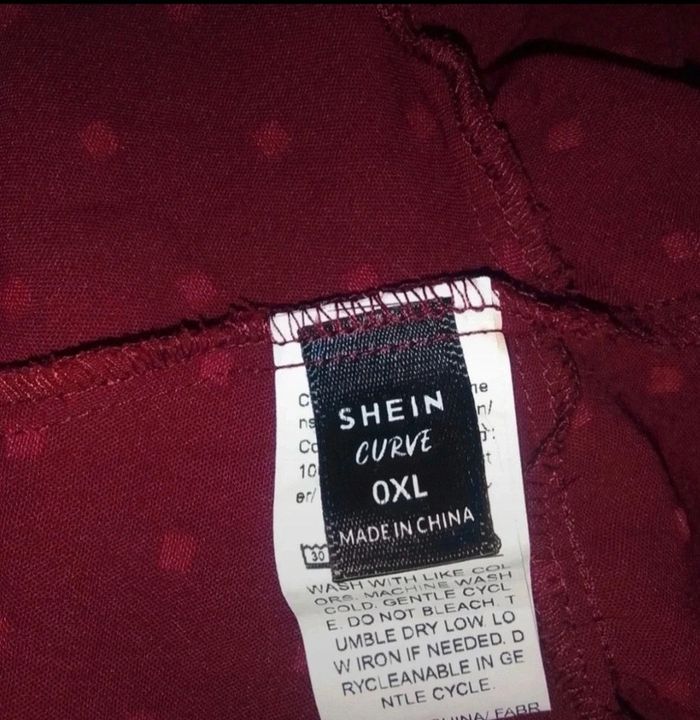 SHEIN
CURVE
0XL
MADE IN CHINA
30
WASH WITH LIKE COL
ORS. MACHINE WASH
COLD. GENTLE CYCL
E. DO NOT BLEACH. T
UMBLE DRY LOW. LO
W IRON IF NEEDED. D
RYCLEANABLE IN GE
NTLE CYCLE.